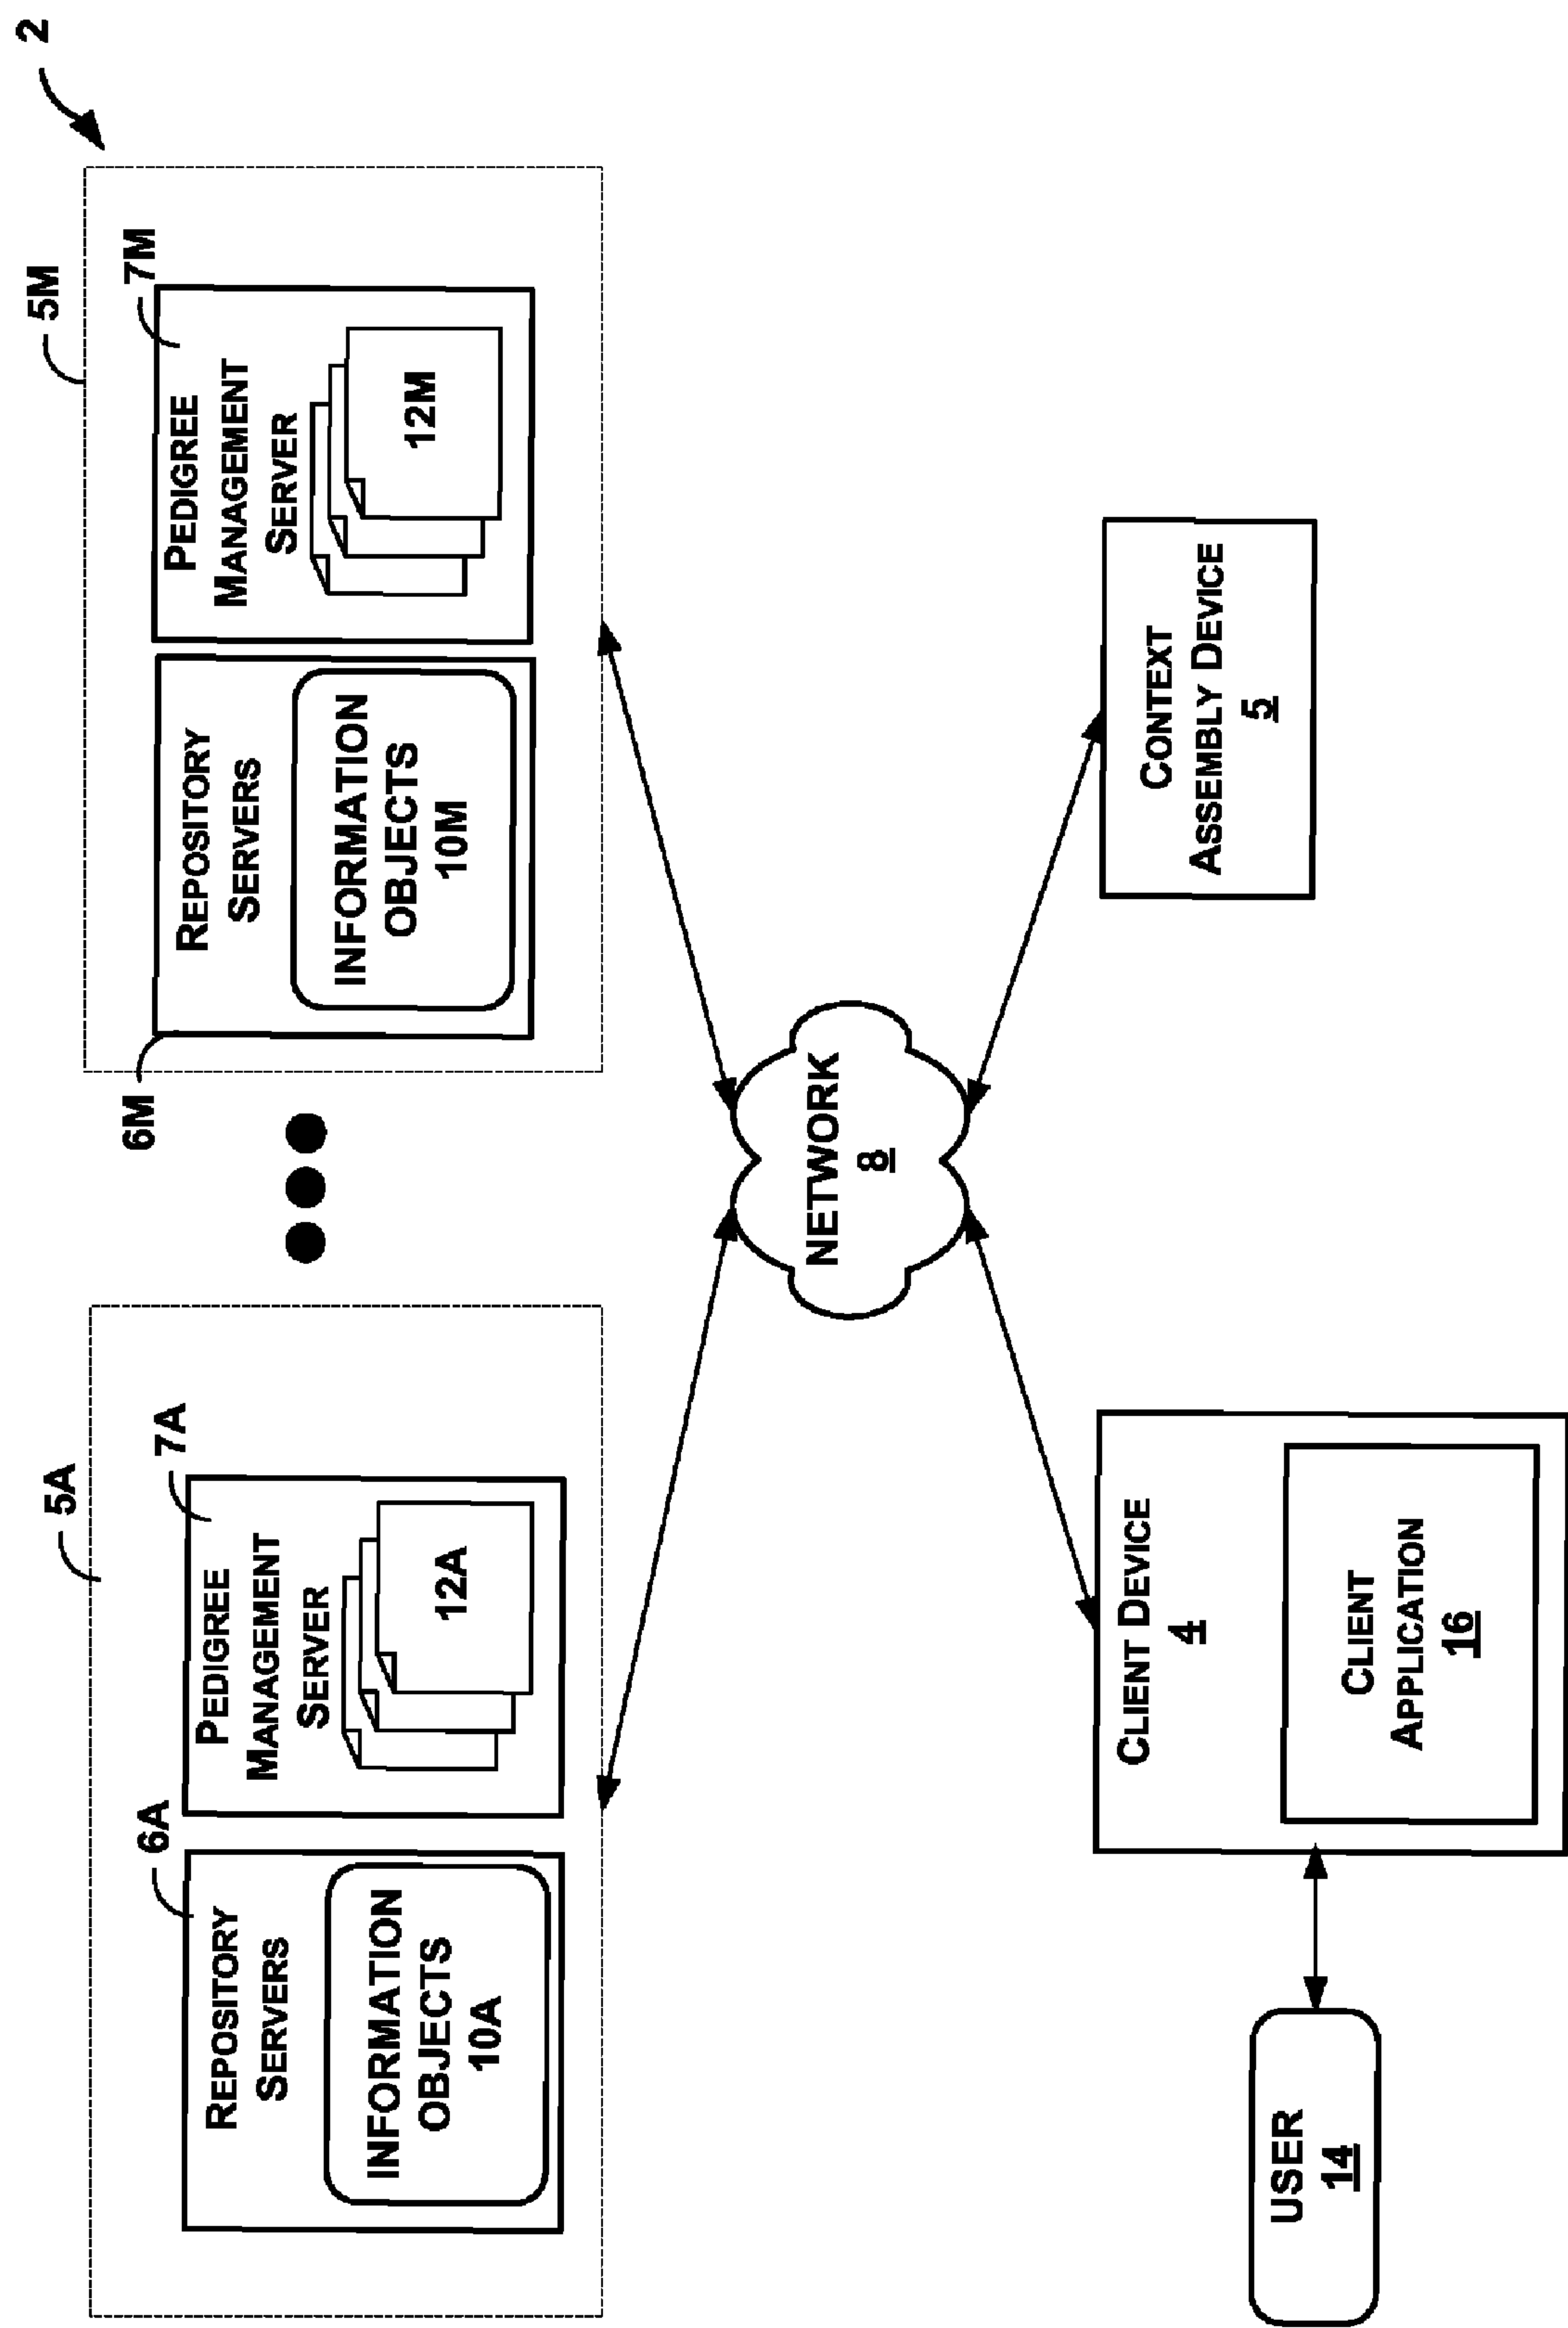 2
5A
6A
7A
REPOSITORY
SERVERS
INFORMATION
OBJECTS
10A
PEDIGREE
MANAGEMENT
SERVER
12A
5M
6M
7M
REPOSITORY
SERVERS
INFORMATION
OBJECTS
10M
PEDIGREE
MANAGEMENT
SERVER
12M
NETWORK
8
USER
14
CLIENT DEVICE
4
CLIENT
APPLICATION
16
CONTEXT
ASSEMBLY DEVICE
5